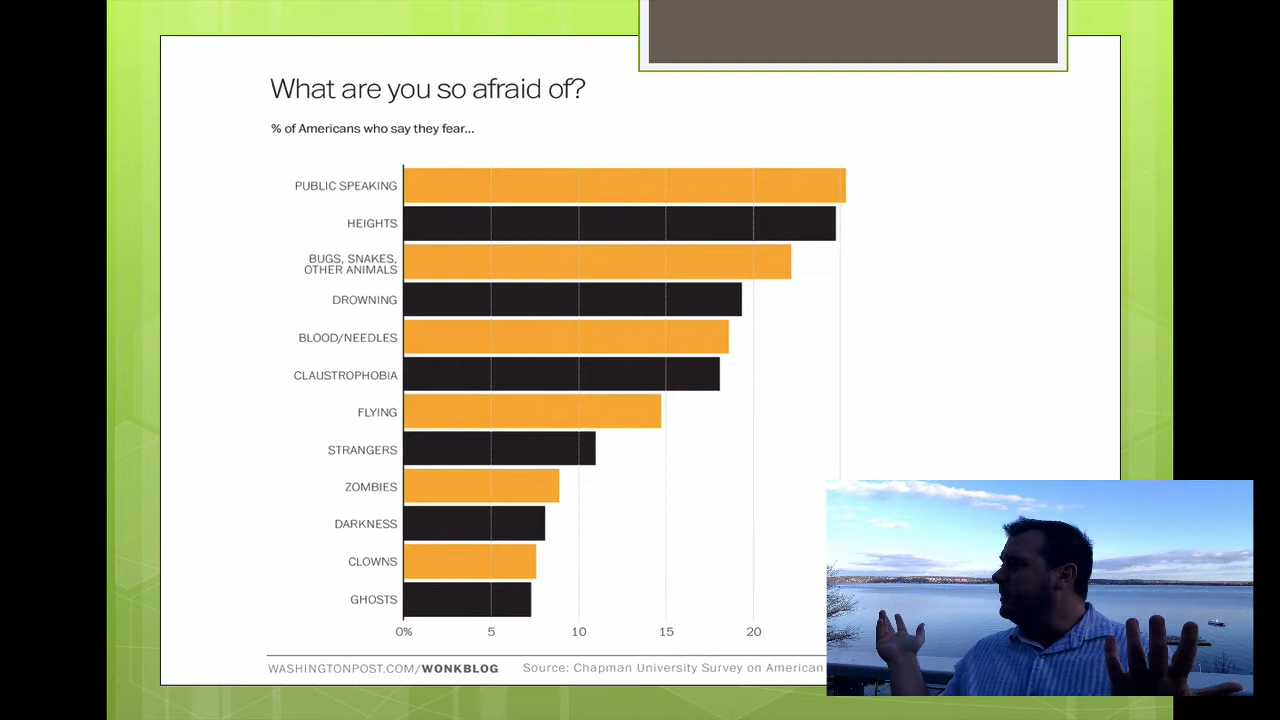 What are you so afraid of?
% of Americans who say they fear...
PUBLIC SPEAKING
HEIGHTS
BUGS, SNAKES,
OTHER ANIMALS
DROWNING
BLOOD/NEEDLES
CLAUSTROPHOBIA
FLYING
STRANGERS
ZOMBIES
DARKNESS
CLOWNS
GHOSTS
0% 5 10 15 20
WASHINGTONPOST.COM/WONKBLOG Source: Chapman University Survey on American